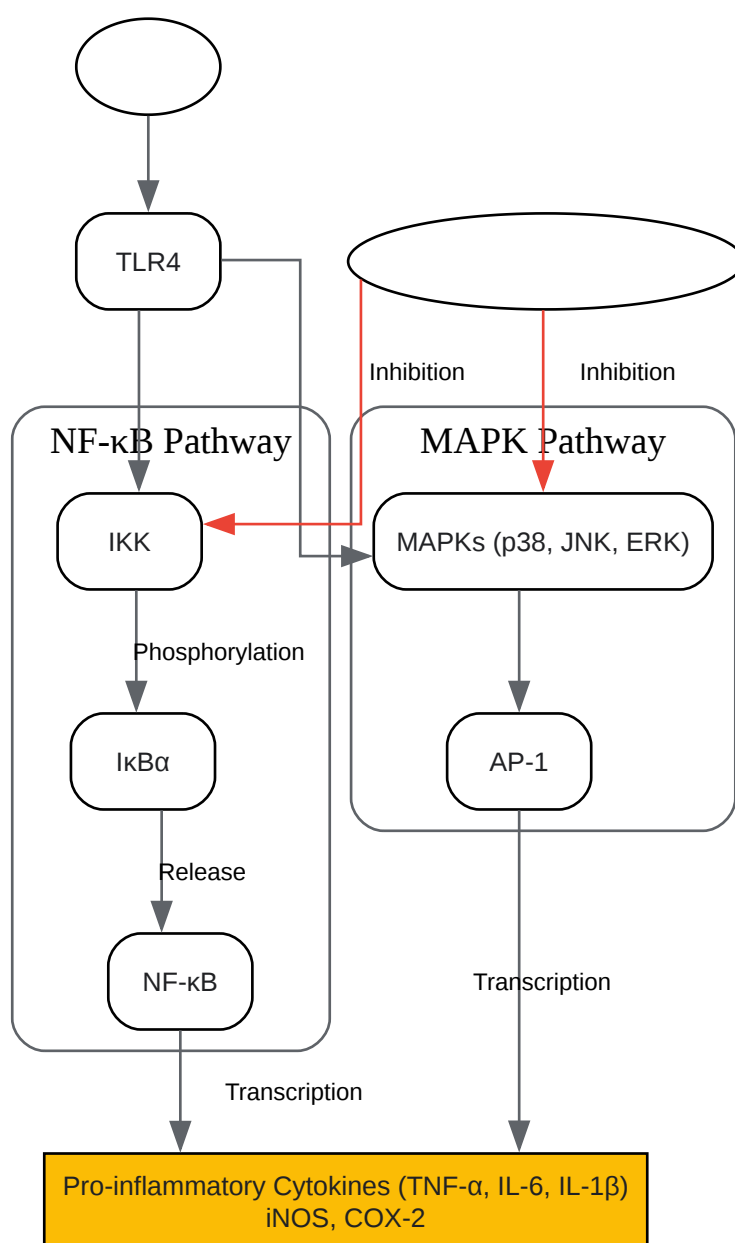 TLR4
Inhibition
Inhibition
NF-κB Pathway
MAPK Pathway
IKK
MAPKs (p38, JNK, ERK)
Phosphorylation
IκBα
AP-1
Release
NF-κB
Transcription
Transcription
Pro-inflammatory Cytokines (TNF-α, IL-6, IL-1β)
iNOS, COX-2